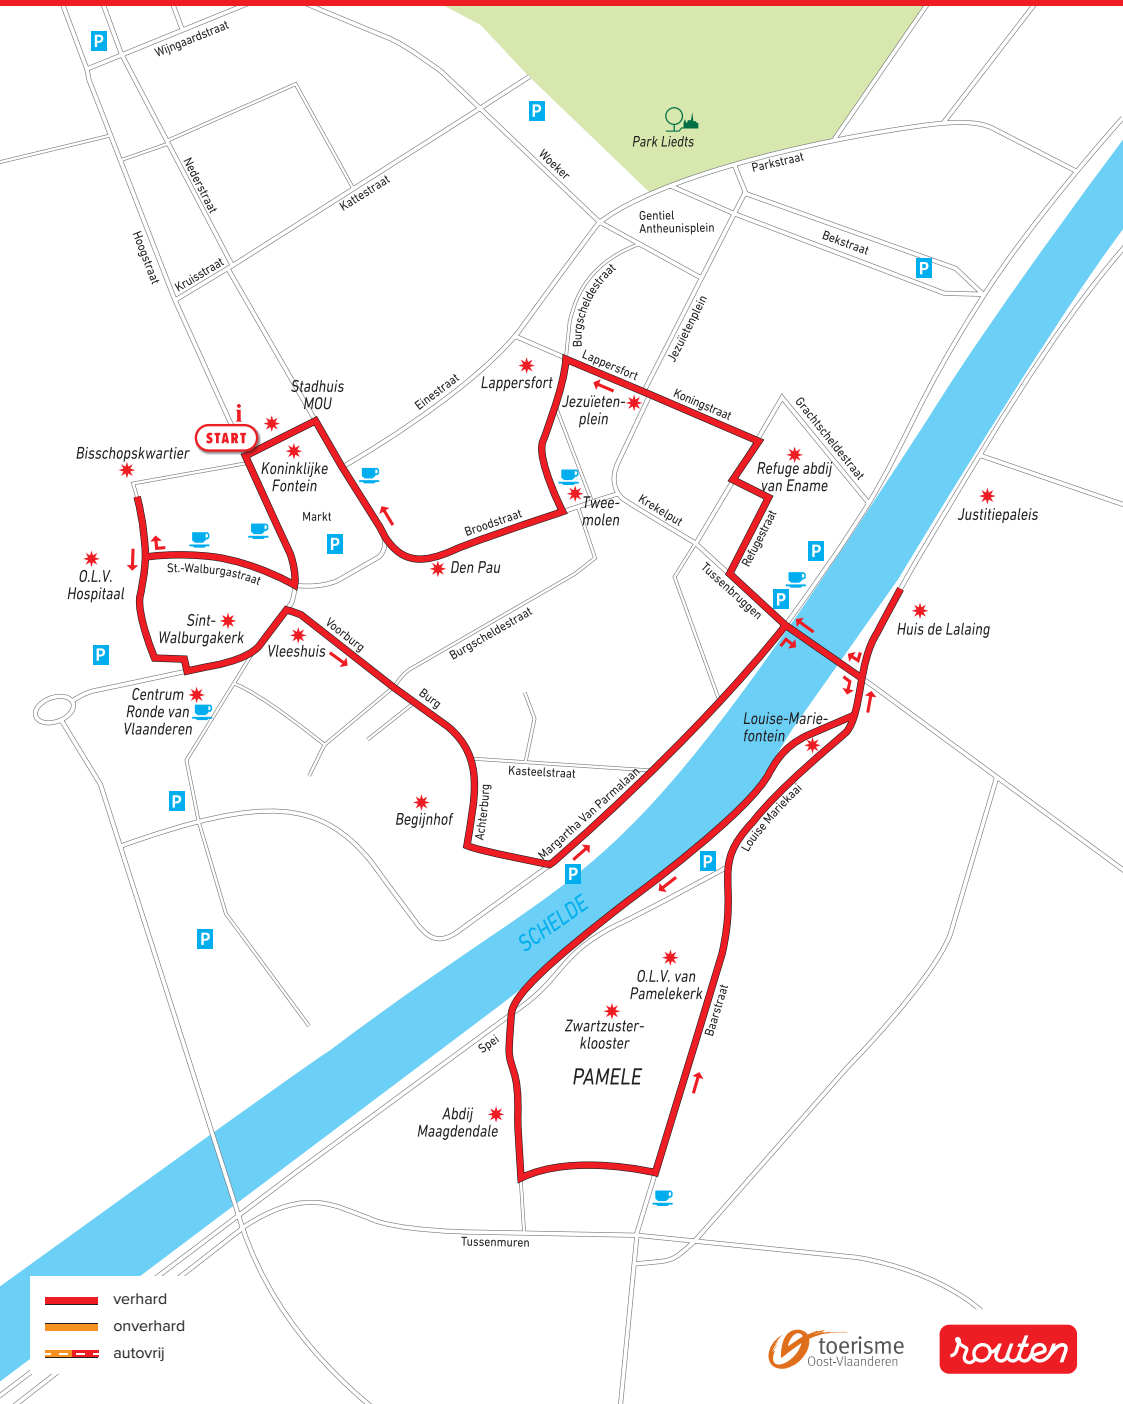 P
Wijngaardstraat
P
Park Liedts
Woeker
Parkstraat
Nederstraat
Kattestraat
Gentiel
Antheunisplein
Bekstraat
P
Hoogstraat
Kruisstraat
Burgscheldestraat
Jezuïetenplein
Lappersfort
Lappersfort
Einestraat
Stadhuis
MOU
i
START
Jezuïeten-
plein
Koningstraat
Grachtscheldestraat
Bisschopskwartier
Koninklijke
Fontein
Refuge abdij
van Ename
Markt
P
Twee-
molen
Krekelput
Broodstraat
Refugestraat
Justitiepaleis
P
St.-Walburgastraat
O.L.V.
Hospitaal
Den Pau
Tussenbruggen
P
Sint-
Walburgakerk
Vleeshuis
Voorburg
Burgscheldestraat
Huis de Lalaing
P
Centrum
Ronde van
Vlaanderen
Burg
Louise-Marie-
fontein
Kasteelstraat
P
Begijnhof
Achterburg
Margartha Van Parmalaan
Louise Mariekaai
P
P
SCHELDE
P
O.L.V. van
Pamelekerk
Zwartzuster-
klooster
Baarstraat
Spei
PAMELE
Abdij
Maagdendale
Tussenmuren
verhard
onverhard
autovrij
toerisme
Oost-Vlaanderen
routen